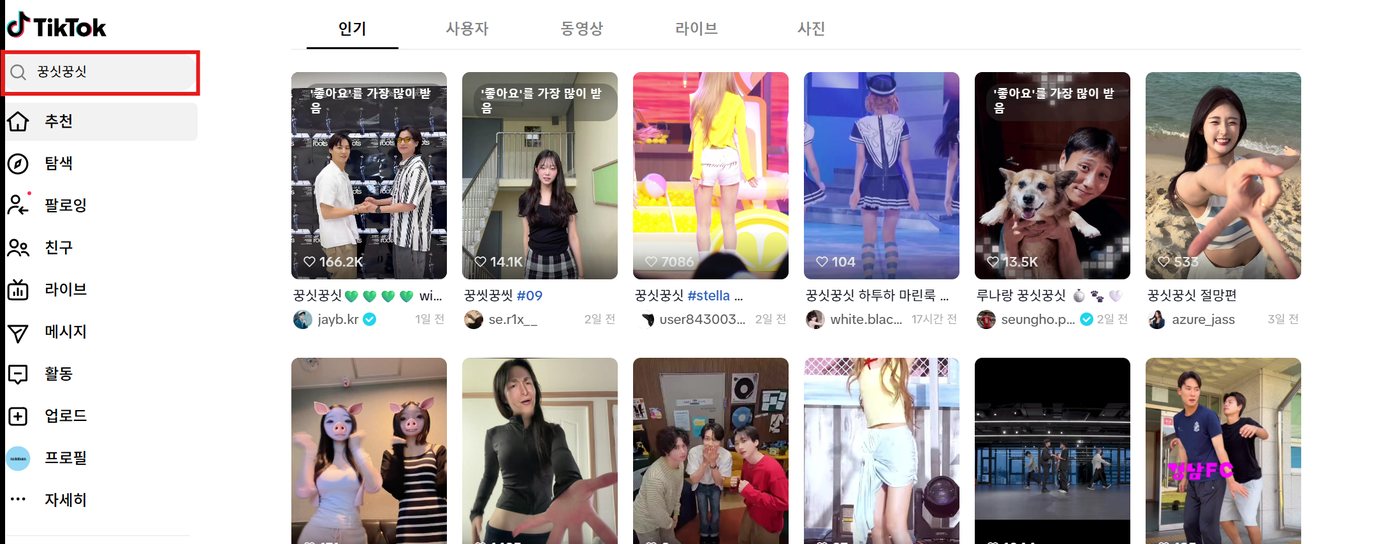 TikTok
꿍싯꿍싯
추천
탐색
팔로잉
친구
라이브
메시지
활동
업로드
프로필
자세히
인기 사용자 동영상 라이브 사진
'좋아요'를 가장 많이 받
음
166.2K
꿍싯꿍싯💚💚💚💚 wi...
jayb.kr 1일 전
'좋아요'를 가장 많이 받
음
14.1K
꿍씻꿍씻 #09
se.r1x__ 2일 전
7086
꿍싯꿍싯 #stella ...
user843003... 2일 전
104
꿍싯꿍싯 하투하 마린룩 ...
white.blac... 17시간 전
'좋아요'를 가장 많이 받
음
13.5K
루나랑 꿍싯꿍싯 🪩 🐾 🤍
seungho.p... 2일 전
533
꿍싯꿍싯 절망편
azure_jass 3일 전
강남FC